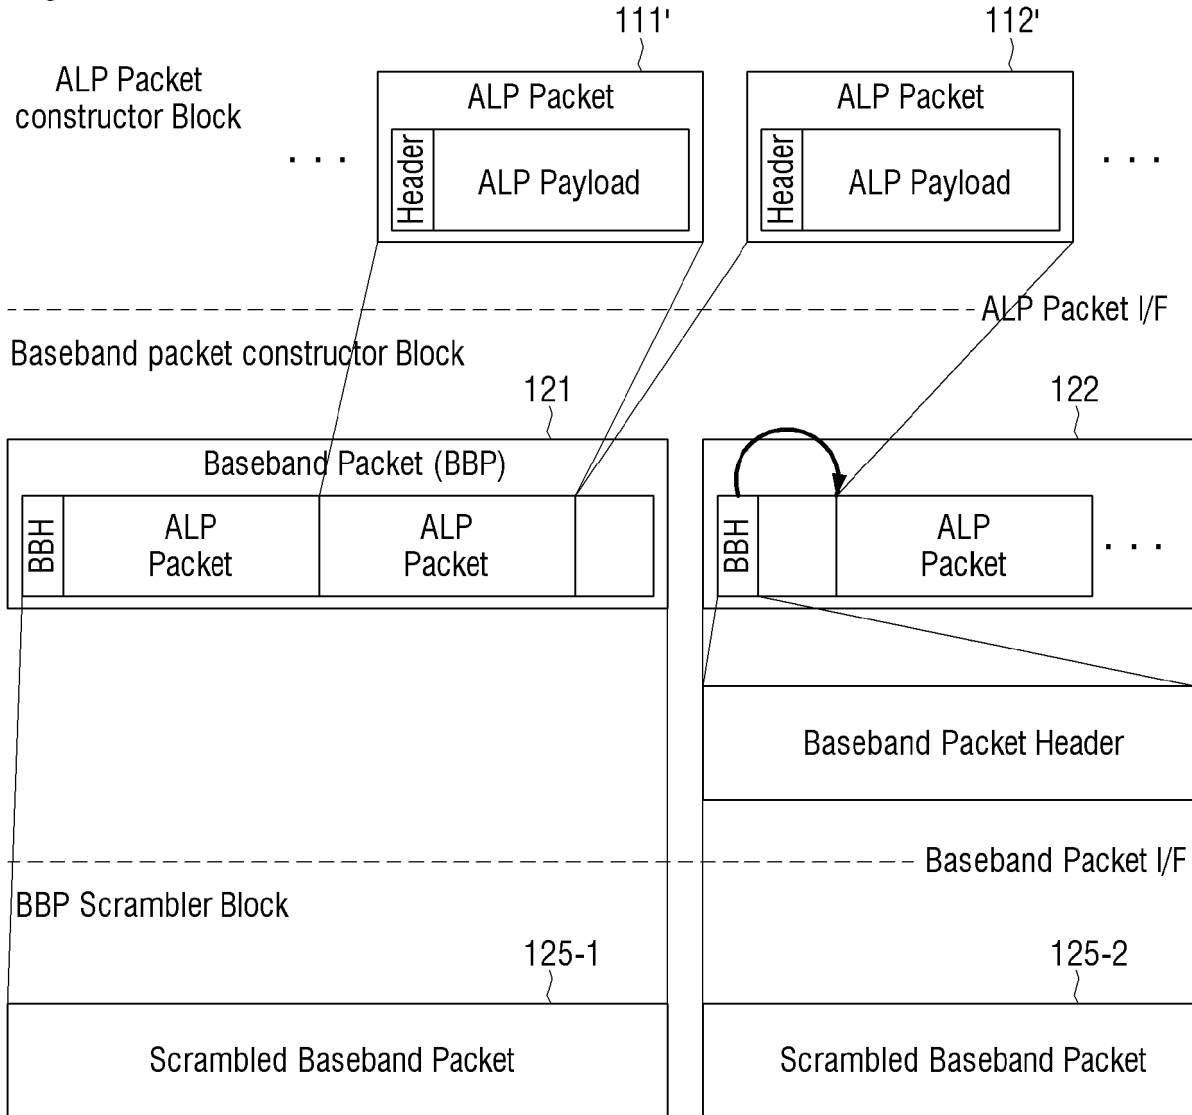 111'
112'
ALP Packet
constructor Block
ALP Packet
ALP Packet
. . .
Header
ALP Payload
Header
ALP Payload
. . .
ALP Packet I/F
Baseband packet constructor Block
121
122
Baseband Packet (BBP)
BBH
ALP
Packet
ALP
Packet
BBH
ALP
Packet
. . .
Baseband Packet Header
Baseband Packet I/F
BBP Scrambler Block
125-1
125-2
Scrambled Baseband Packet
Scrambled Baseband Packet